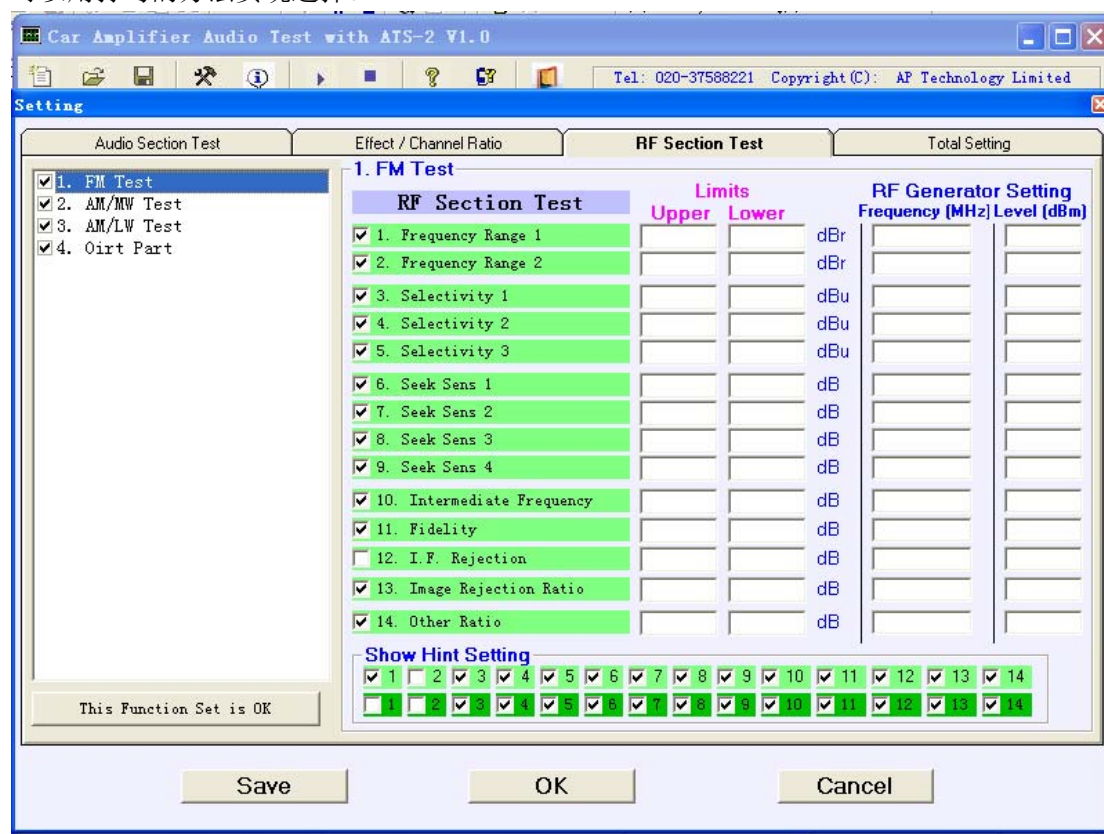 Car Amplifier Audio Test with ATS-2 V1.0
Tel: 020-37588221 Copyright(C): AP Technology Limited
Setting
Audio Section Test Effect / Channel Ratio RF Section Test Total Setting
1. FM Test
2. AM/MW Test
3. AM/LW Test
4. Oirt Part
This Function Set is OK
1. FM Test
RF Section Test Limits RF Generator Setting
Upper Lower Frequency (MHz) Level (dBm)
1. Frequency Range 1 dBr
2. Frequency Range 2 dBr
3. Selectivity 1 dBu
4. Selectivity 2 dBu
5. Selectivity 3 dBu
6. Seek Sens 1 dB
7. Seek Sens 2 dB
8. Seek Sens 3 dB
9. Seek Sens 4 dB
10. Intermediate Frequency dB
11. Fidelity dB
12. I.F. Rejection dB
13. Image Rejection Ratio dB
14. Other Ratio dB
Show Hint Setting
1 2 3 4 5 6 7 8 9 10 11 12 13 14
1 2 3 4 5 6 7 8 9 10 11 12 13 14
Save OK Cancel